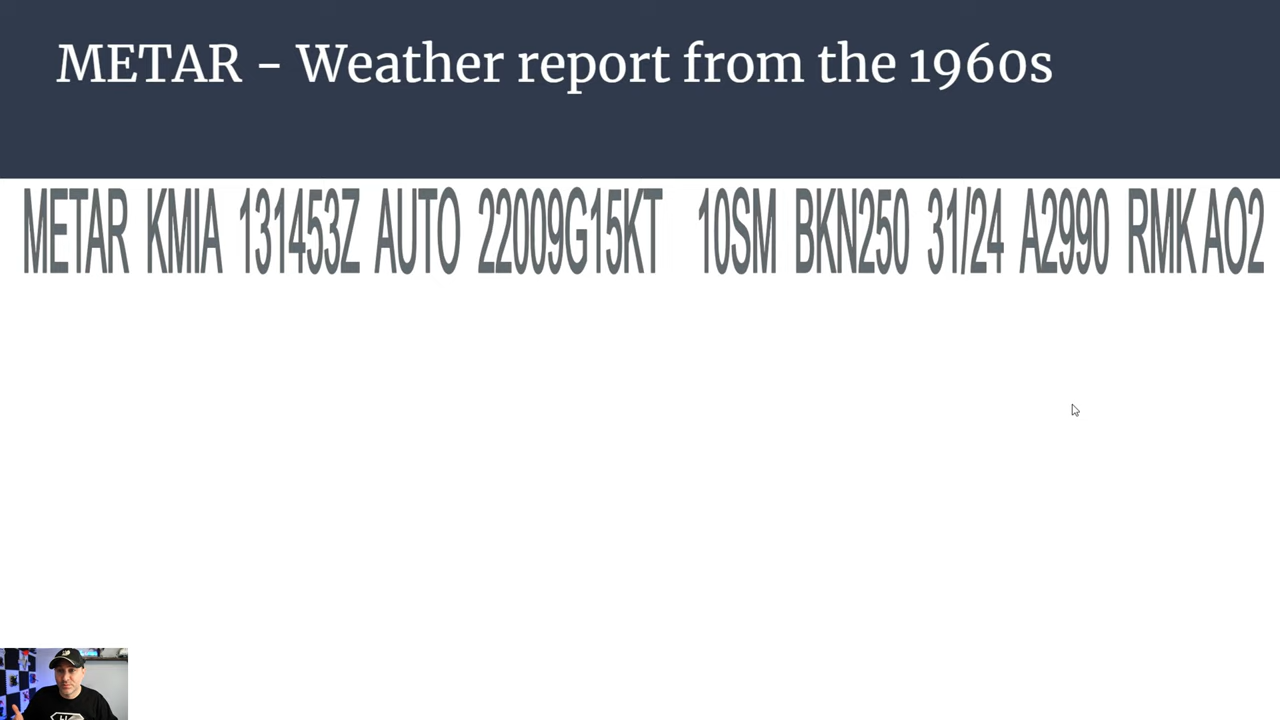 METAR – Weather report from the 1960s
METAR KMIA 131453Z AUTO 22009G15KT 10SM BKN250 31/24 A2990 RMK AO2